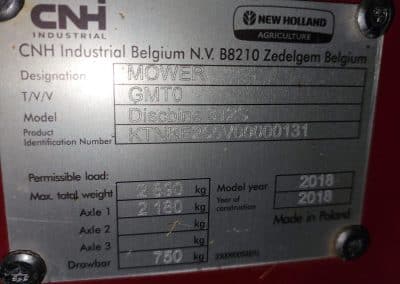 CNH
INDUSTRIAL
NEW HOLLAND
AGRICULTURE
CNH Industrial Belgium N.V. B8210 Zedelgem Belgium
Designation MOWER
T/V/V GMT0
Model Discbine
Product
Identification Number
Permissible load:
Max. total weight kg
Axle 1 kg
Axle 2 kg
Axle 3 kg
Drawbar 750 kg
Model year 2018
Year of
construction 2018
Made in Poland